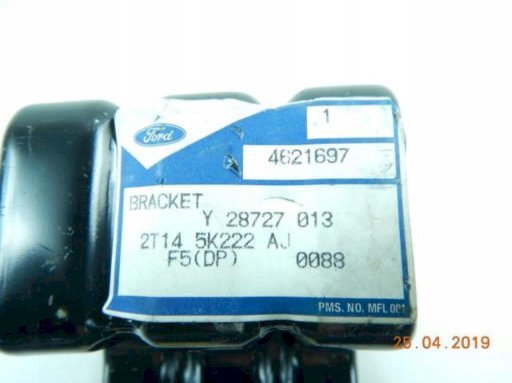 Ford
1
4621697
BRACKET
Y 28727 013
2T14 5K222 AJ
F5(DP) 0088
PMS. NO. MFL 001
25.04.2019